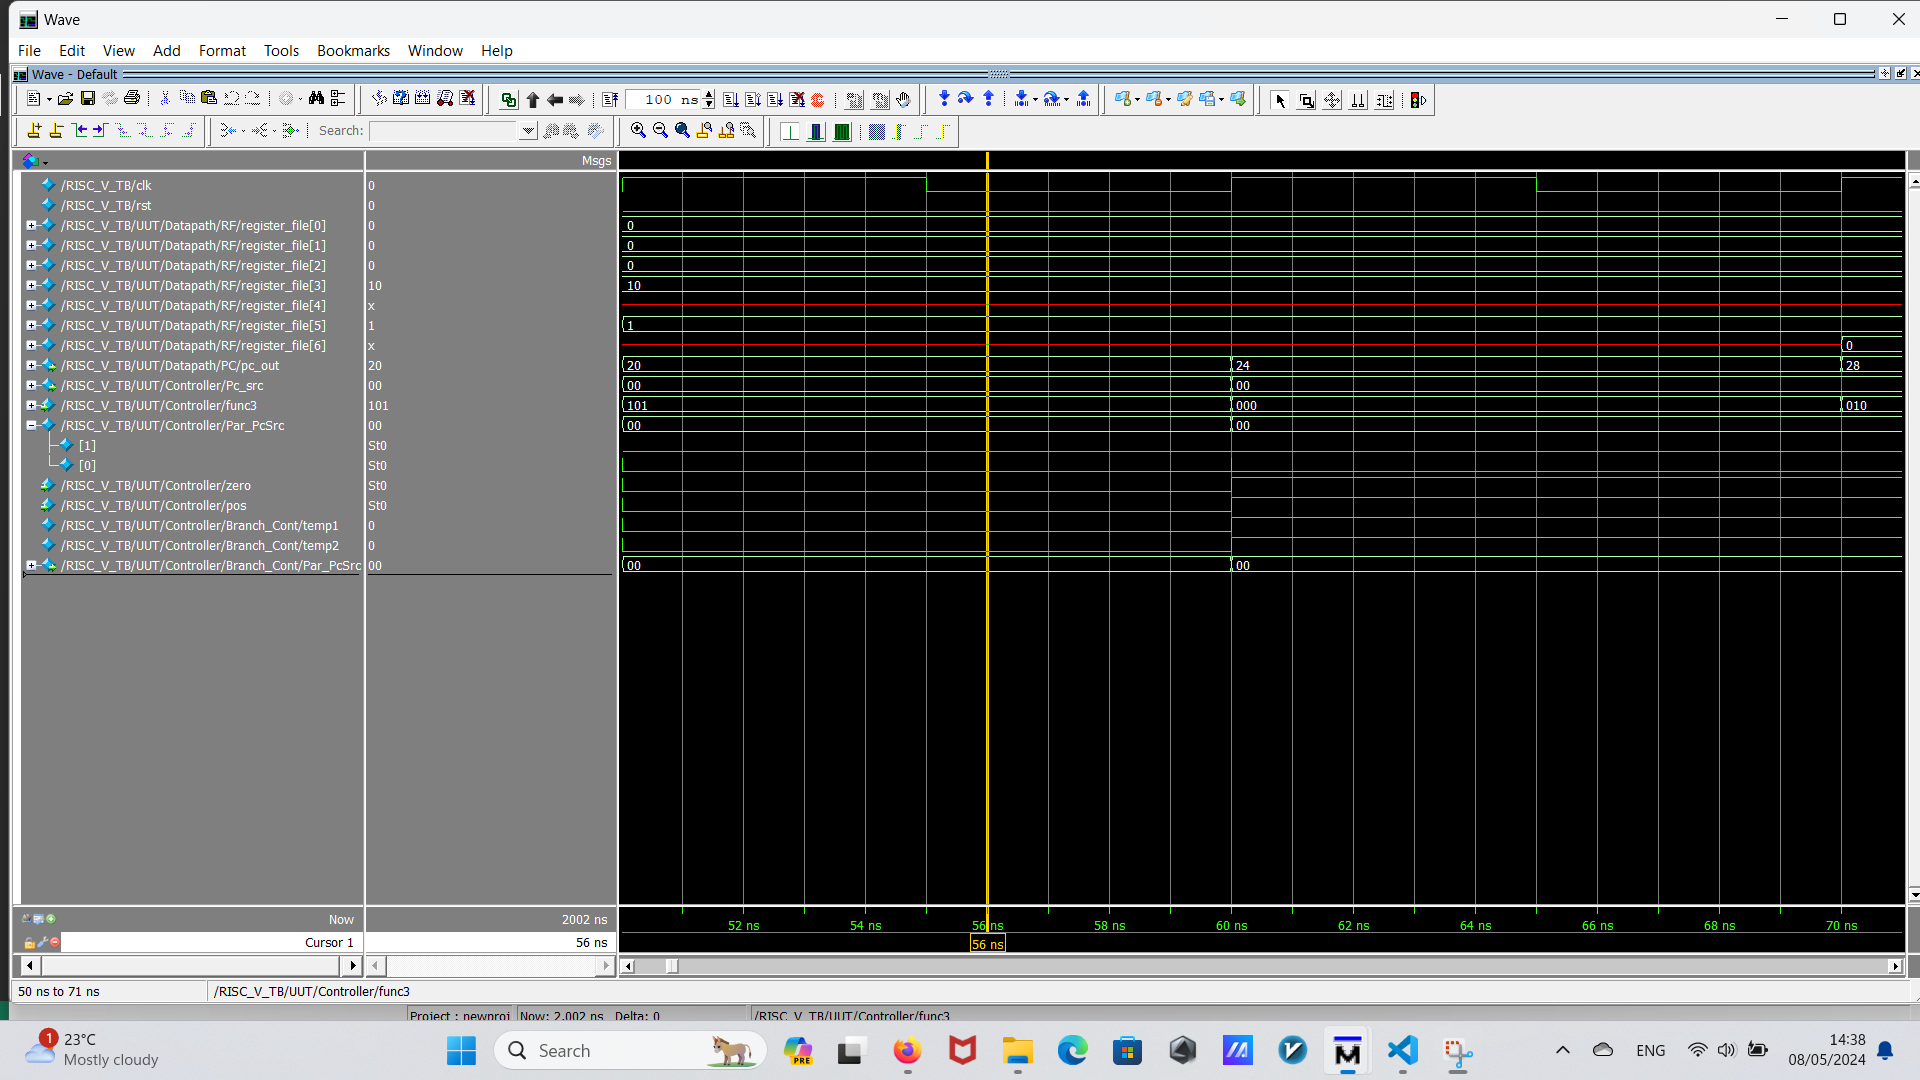 Wave
File Edit View Add Format Tools Bookmarks Window Help
Wave - Default
100 ns
Search:
Msgs
/RISC_V_TB/clk 0
/RISC_V_TB/rst 0
/RISC_V_TB/UUT/Datapath/RF/register_file[0] 0 0
/RISC_V_TB/UUT/Datapath/RF/register_file[1] 0 0
/RISC_V_TB/UUT/Datapath/RF/register_file[2] 0 0
/RISC_V_TB/UUT/Datapath/RF/register_file[3] 10 10
/RISC_V_TB/UUT/Datapath/RF/register_file[4] x
/RISC_V_TB/UUT/Datapath/RF/register_file[5] 1 1
/RISC_V_TB/UUT/Datapath/RF/register_file[6] x 0
/RISC_V_TB/UUT/Datapath/PC/pc_out 20 20 24 28
/RISC_V_TB/UUT/Controller/Pc_src 00 00 00
/RISC_V_TB/UUT/Controller/func3 101 101 000 010
/RISC_V_TB/UUT/Controller/Par_PcSrc 00 00 00
[1] St0
[0] St0
/RISC_V_TB/UUT/Controller/zero St0
/RISC_V_TB/UUT/Controller/pos St0
/RISC_V_TB/UUT/Controller/Branch_Cont/temp1 0
/RISC_V_TB/UUT/Controller/Branch_Cont/temp2 0
/RISC_V_TB/UUT/Controller/Branch_Cont/Par_PcSrc 00 00 00
Now 2002 ns 52 ns 54 ns 56 ns 58 ns 60 ns 62 ns 64 ns 66 ns 68 ns 70 ns
Cursor 1 56 ns 56 ns
50 ns to 71 ns /RISC_V_TB/UUT/Controller/func3
Project : newproj Now: 2,002 ns Delta: 0 /RISC_V_TB/UUT/Controller/func3
1 23°C
Mostly cloudy
Search
PRE
ENG
14:38
08/05/2024